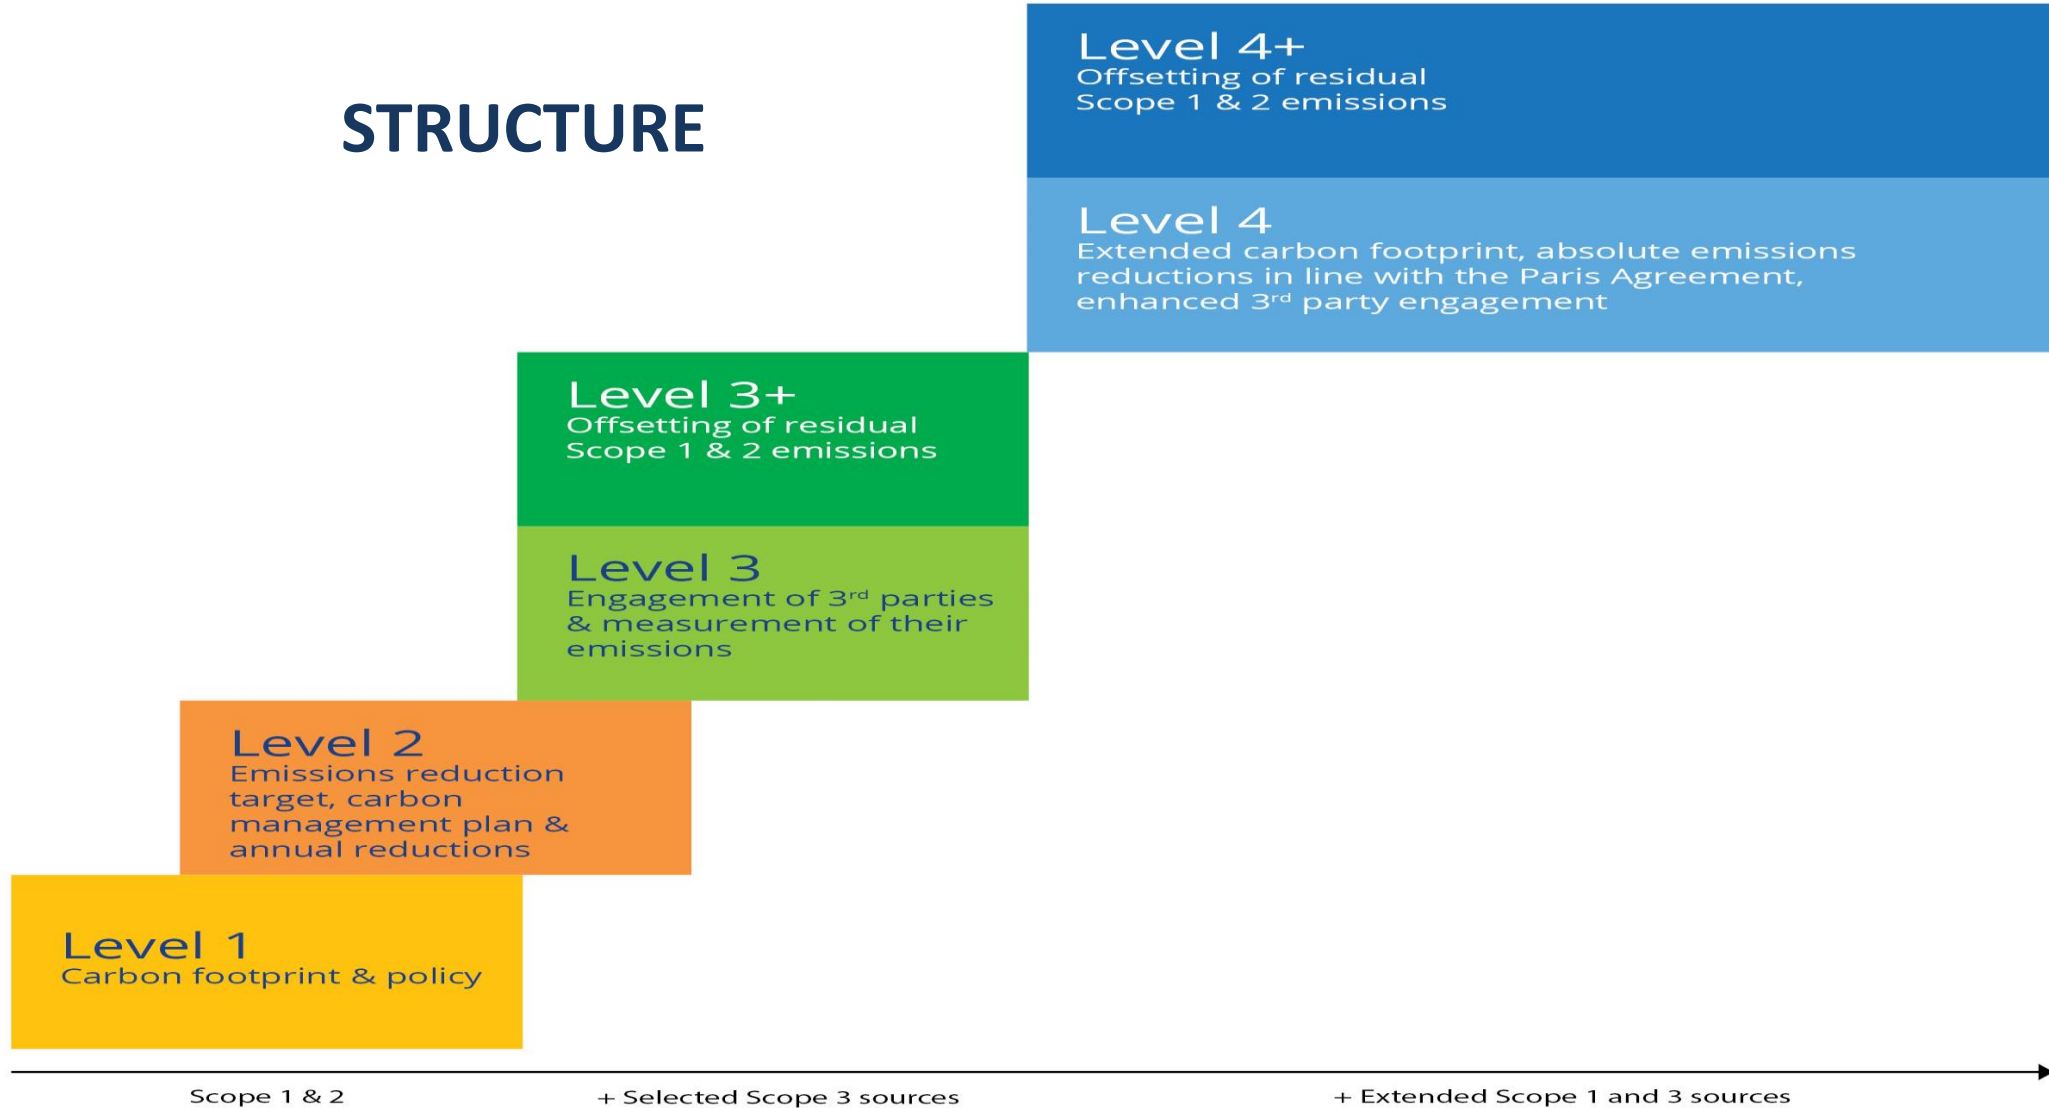 STRUCTURE
Level 4+
Offsetting of residual
Scope 1 & 2 emissions
Level 4
Extended carbon footprint, absolute emissions
reductions in line with the Paris Agreement,
enhanced 3rd party engagement
Level 3+
Offsetting of residual
Scope 1 & 2 emissions
Level 3
Engagement of 3rd parties
& measurement of their
emissions
Level 2
Emissions reduction
target, carbon
management plan &
annual reductions
Level 1
Carbon footprint & policy
Scope 1 & 2
+ Selected Scope 3 sources
+ Extended Scope 1 and 3 sources